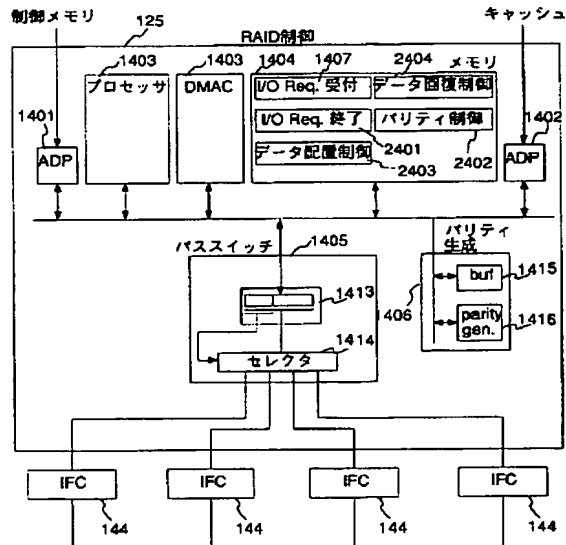 制御メモリ
キャッシュ
125
RAID制御
1403
プロセッサ
1403
DMAC
1404
1407
2404
メモリ
I/O Req. 受付
データ回復制御
I/O Req. 終了
パリティ制御
2401
データ配置制御
2403
2402
1401
ADP
1402
ADP
パススイッチ
1405
パリティ
生成
1413
buf
1415
406
parity
gen.
1416
1414
セレクタ
IFC
IFC
IFC
IFC
144
144
144
144